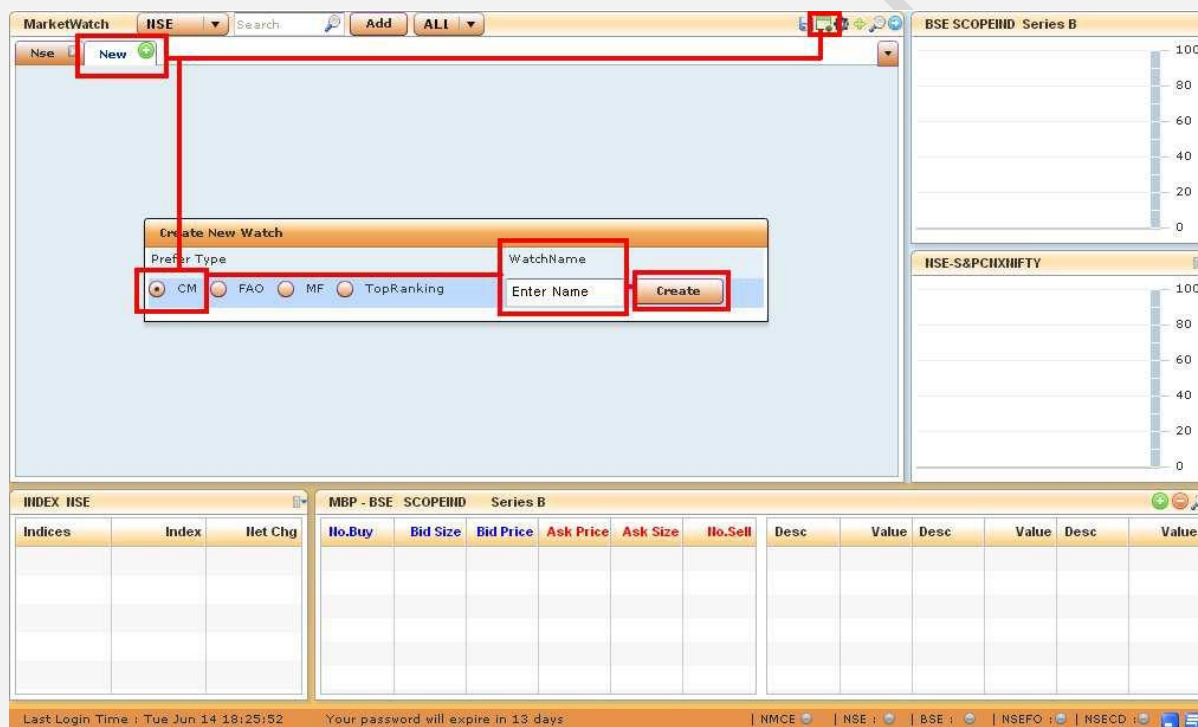 MarketWatch NSE Search Add ALL
Nse New
Create New Watch
Prefer Type WatchName
CM FAO MF TopRanking Enter Name Create
BSE SCOPEIND Series B
100
80
60
40
20
0
NSE-S&PCNXNIFTY
100
80
60
40
20
0
INDEX NSE
Indices Index Net Chg
MBP - BSE SCOPEIND Series B
No.Buy Bid Size Bid Price Ask Price Ask Size No.Sell Desc Value Desc Value Desc Value
Last Login Time : Tue Jun 14 18:25:52 Your password will expire in 13 days | NMCE | NSE : | BSE : | NSEFO : | NSECD :